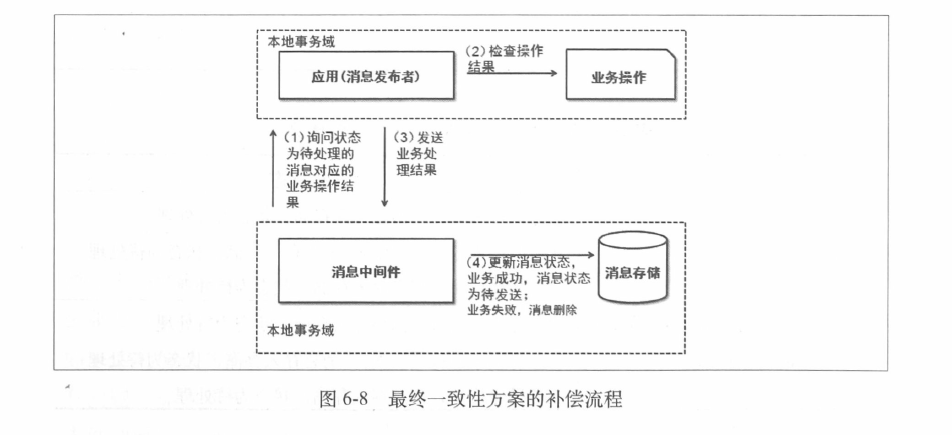 本地事务域
应用(消息发布者)
(2)检查操作
结果
业务操作
(1)询问状态
为待处理的
消息对应的
业务操作结
果
(3)发送
业务处
理结果
消息中间件
(4)更新消息状态,
业务成功,消息状态
为待发送;
业务失败,消息删除
消息存储
本地事务域
图 6-8 最终一致性方案的补偿流程